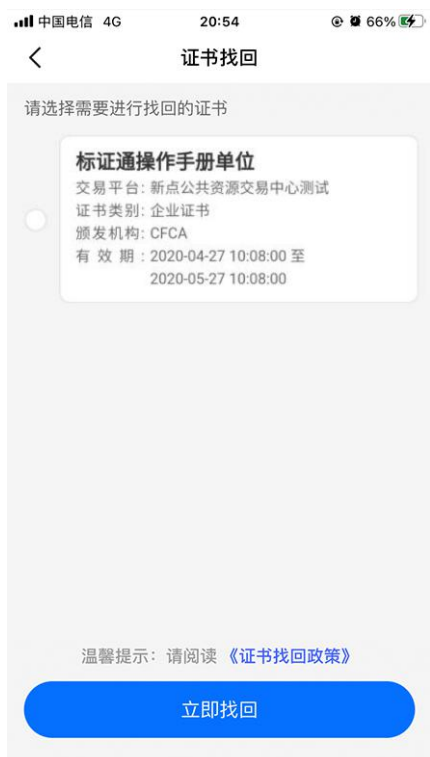 中国电信 4G 20:54 66%
证书找回
请选择需要进行找回的证书
标证通操作手册单位
交易平台: 新点公共资源交易中心测试
证书类别: 企业证书
颁发机构: CFCA
有 效 期 : 2020-04-27 10:08:00 至
2020-05-27 10:08:00
温馨提示: 请阅读 《证书找回政策》
立即找回